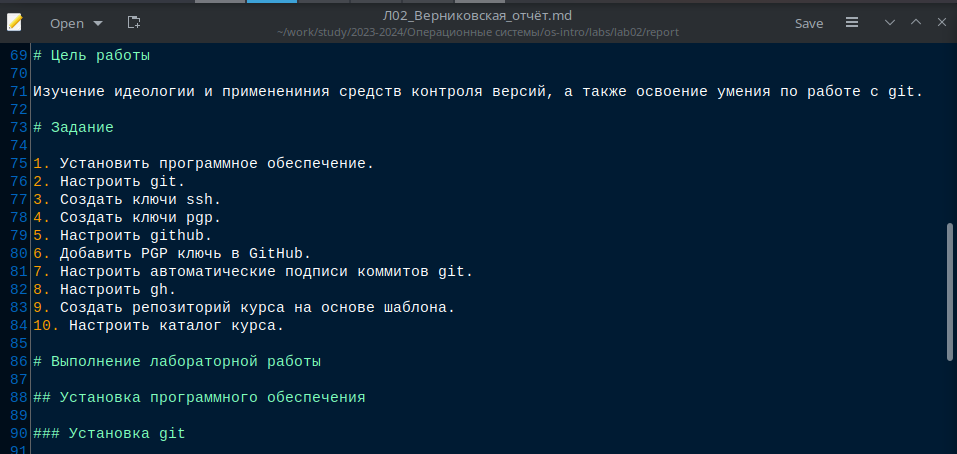 Open
Л02_Верниковская_отчёт.md
~/work/study/2023-2024/Операционные системы/os-intro/labs/lab02/report
Save
69 # Цель работы
70
71 Изучение идеологии и применениния средств контроля версий, а также освоение умения по работе с git.
72
73 # Задание
74
75 1. Установить программное обеспечение.
76 2. Настроить git.
77 3. Создать ключи ssh.
78 4. Создать ключи pgp.
79 5. Настроить github.
80 6. Добавить PGP ключь в GitHub.
81 7. Настроить автоматические подписи коммитов git.
82 8. Настроить gh.
83 9. Создать репозиторий курса на основе шаблона.
84 10. Настроить каталог курса.
85
86 # Выполнение лабораторной работы
87
88 ## Установка программного обеспечения
89
90 ### Установка git
91